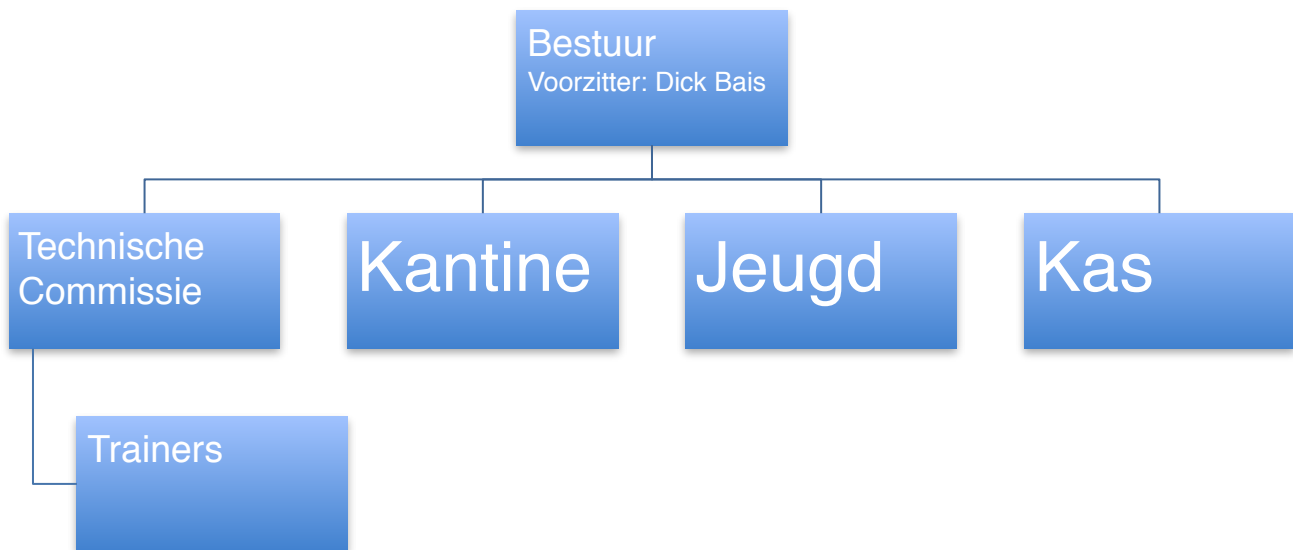 Bestuur
Voorzitter: Dick Bais
Technische
Commissie
Kantine
Jeugd
Kas
Trainers